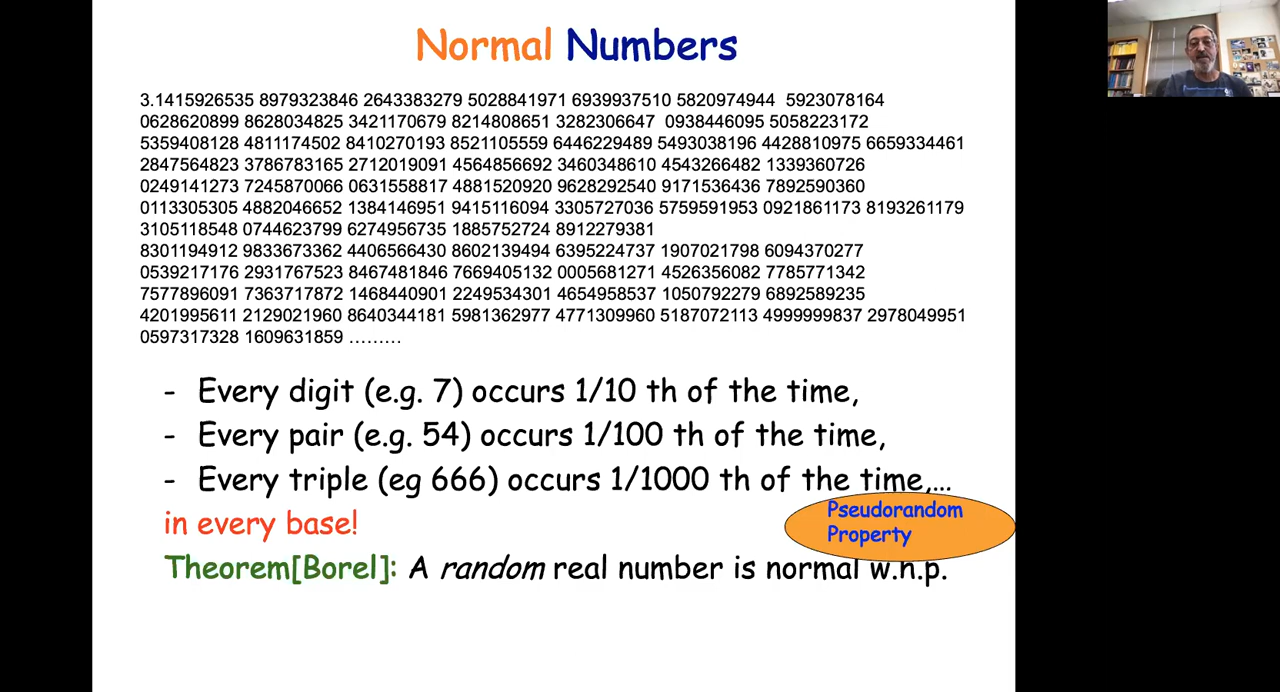 Normal Numbers
3.1415926535 8979323846 2643383279 5028841971 6939937510 5820974944 5923078164
0628620899 8628034825 3421170679 8214808651 3282306647 0938446095 5058223172
5359408128 4811174502 8410270193 8521105559 6446229489 5493038196 4428810975 6659334461
2847564823 3786783165 2712019091 4564856692 3460348610 4543266482 1339360726
0249141273 7245870066 0631558817 4881520920 9628292540 9171536436 7892590360
0113305305 4882046652 1384146951 9415116094 3305727036 5759591953 0921861173 8193261179
3105118548 0744623799 6274956735 1885752724 8912279381
8301194912 9833673362 4406566430 8602139494 6395224737 1907021798 6094370277
0539217176 2931767523 8467481846 7669405132 0005681271 4526356082 7785771342
7577896091 7363717872 1468440901 2249534301 4654958537 1050792279 6892589235
4201995611 2129021960 8640344181 5981362977 4771309960 5187072113 4999999837 2978049951
0597317328 1609631859 .........
- Every digit (e.g. 7) occurs 1/10 th of the time,
- Every pair (e.g. 54) occurs 1/100 th of the time,
- Every triple (eg 666) occurs 1/1000 th of the time,...
in every base!
Pseudorandom
Property
Theorem[Borel]: A random real number is normal w.h.p.